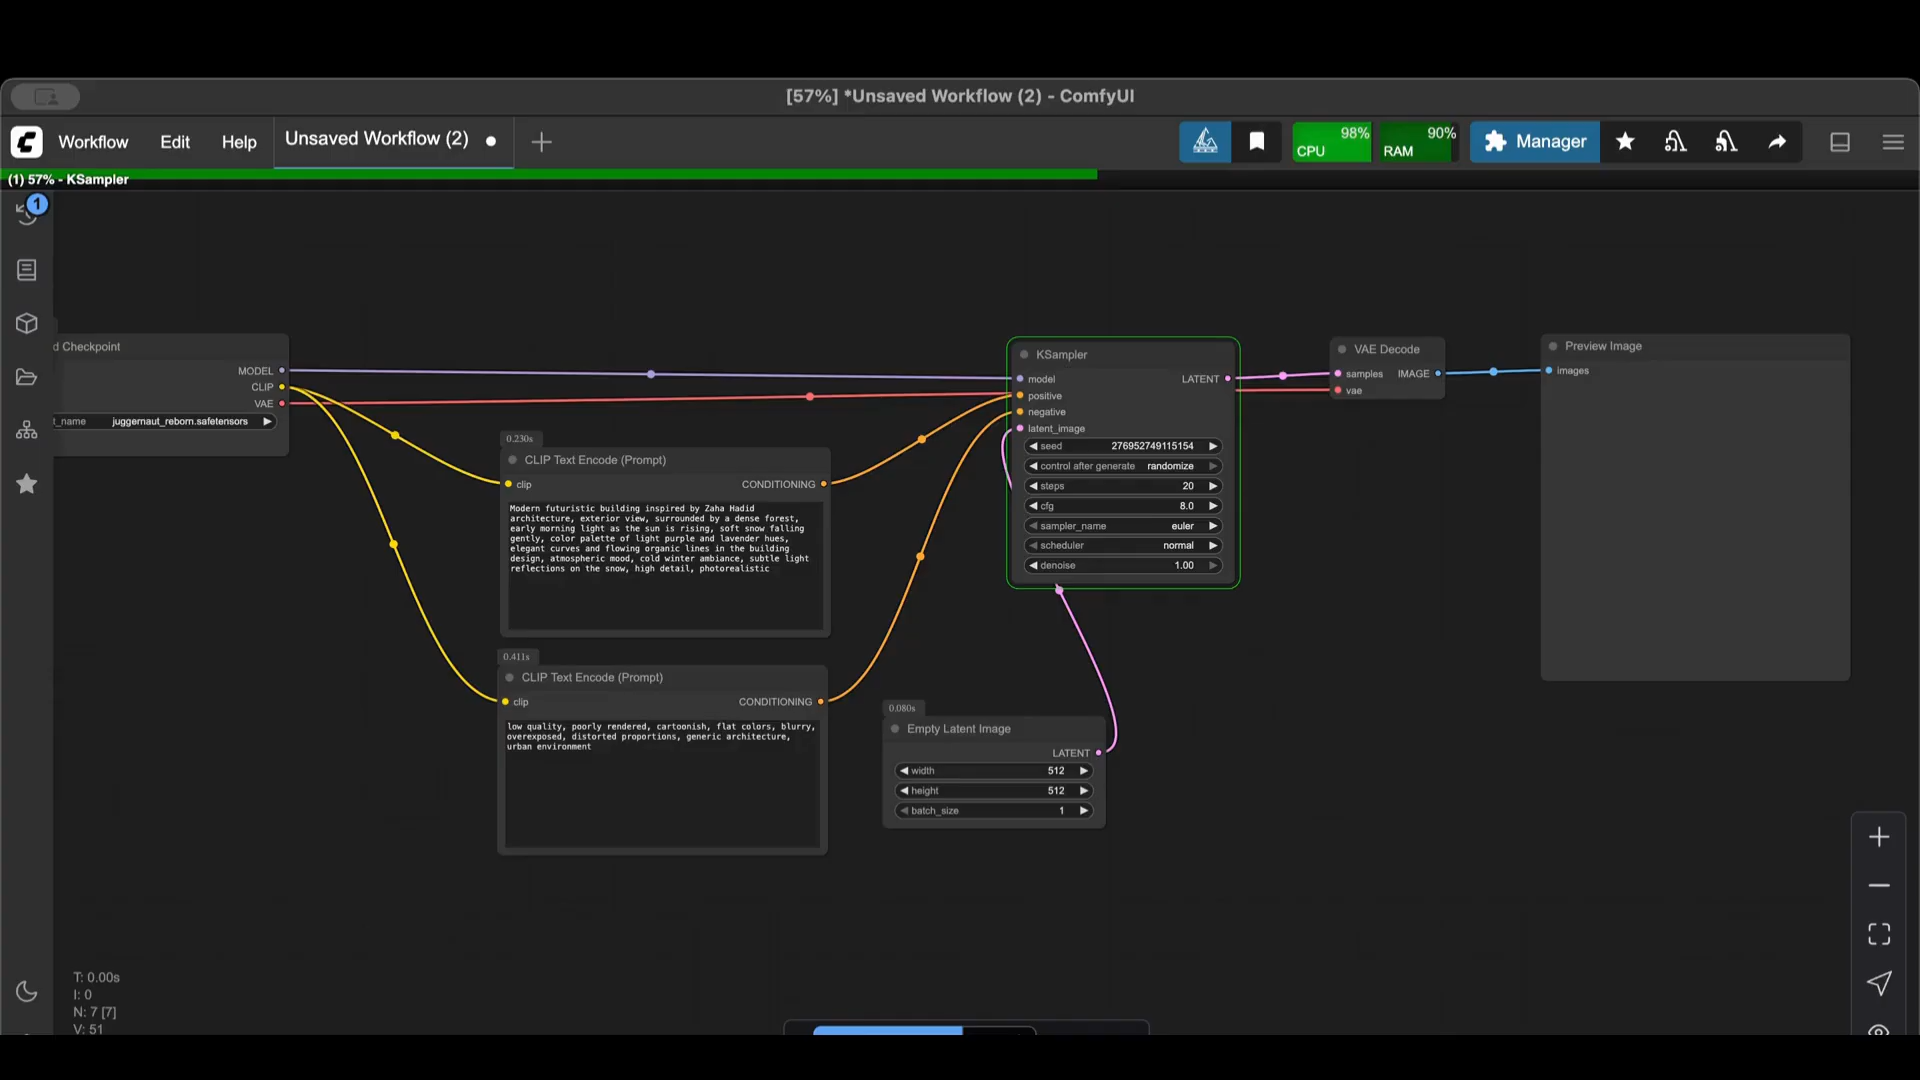 [57%] *Unsaved Workflow (2) - ComfyUI
Workflow
Edit
Help
Unsaved Workflow (2)
98%
CPU
90%
RAM
Manager
(1) 57% - KSampler
1
d Checkpoint
MODEL
CLIP
VAE
t_name juggernaut_reborn.safetensors
0.230s
CLIP Text Encode (Prompt)
clip CONDITIONING
Modern futuristic building inspired by Zaha Hadid
architecture, exterior view, surrounded by a dense forest,
early morning light as the sun is rising, soft snow falling
gently, color palette of light purple and lavender hues,
elegant curves and flowing organic lines in the building
design, atmospheric mood, cold winter ambiance, subtle light
reflections on the snow, high detail, photorealistic
0.411s
CLIP Text Encode (Prompt)
clip CONDITIONING
low quality, poorly rendered, cartoonish, flat colors, blurry,
overexposed, distorted proportions, generic architecture,
urban environment
0.080s
Empty Latent Image
LATENT
width 512
height 512
batch_size 1
KSampler
model LATENT
positive
negative
latent_image
seed 276952749115154
control after generate randomize
steps 20
cfg 8.0
sampler_name euler
scheduler normal
denoise 1.00
VAE Decode
samples IMAGE
vae
Preview Image
images
T: 0.00s
I: 0
N: 7 [7]
V: 51